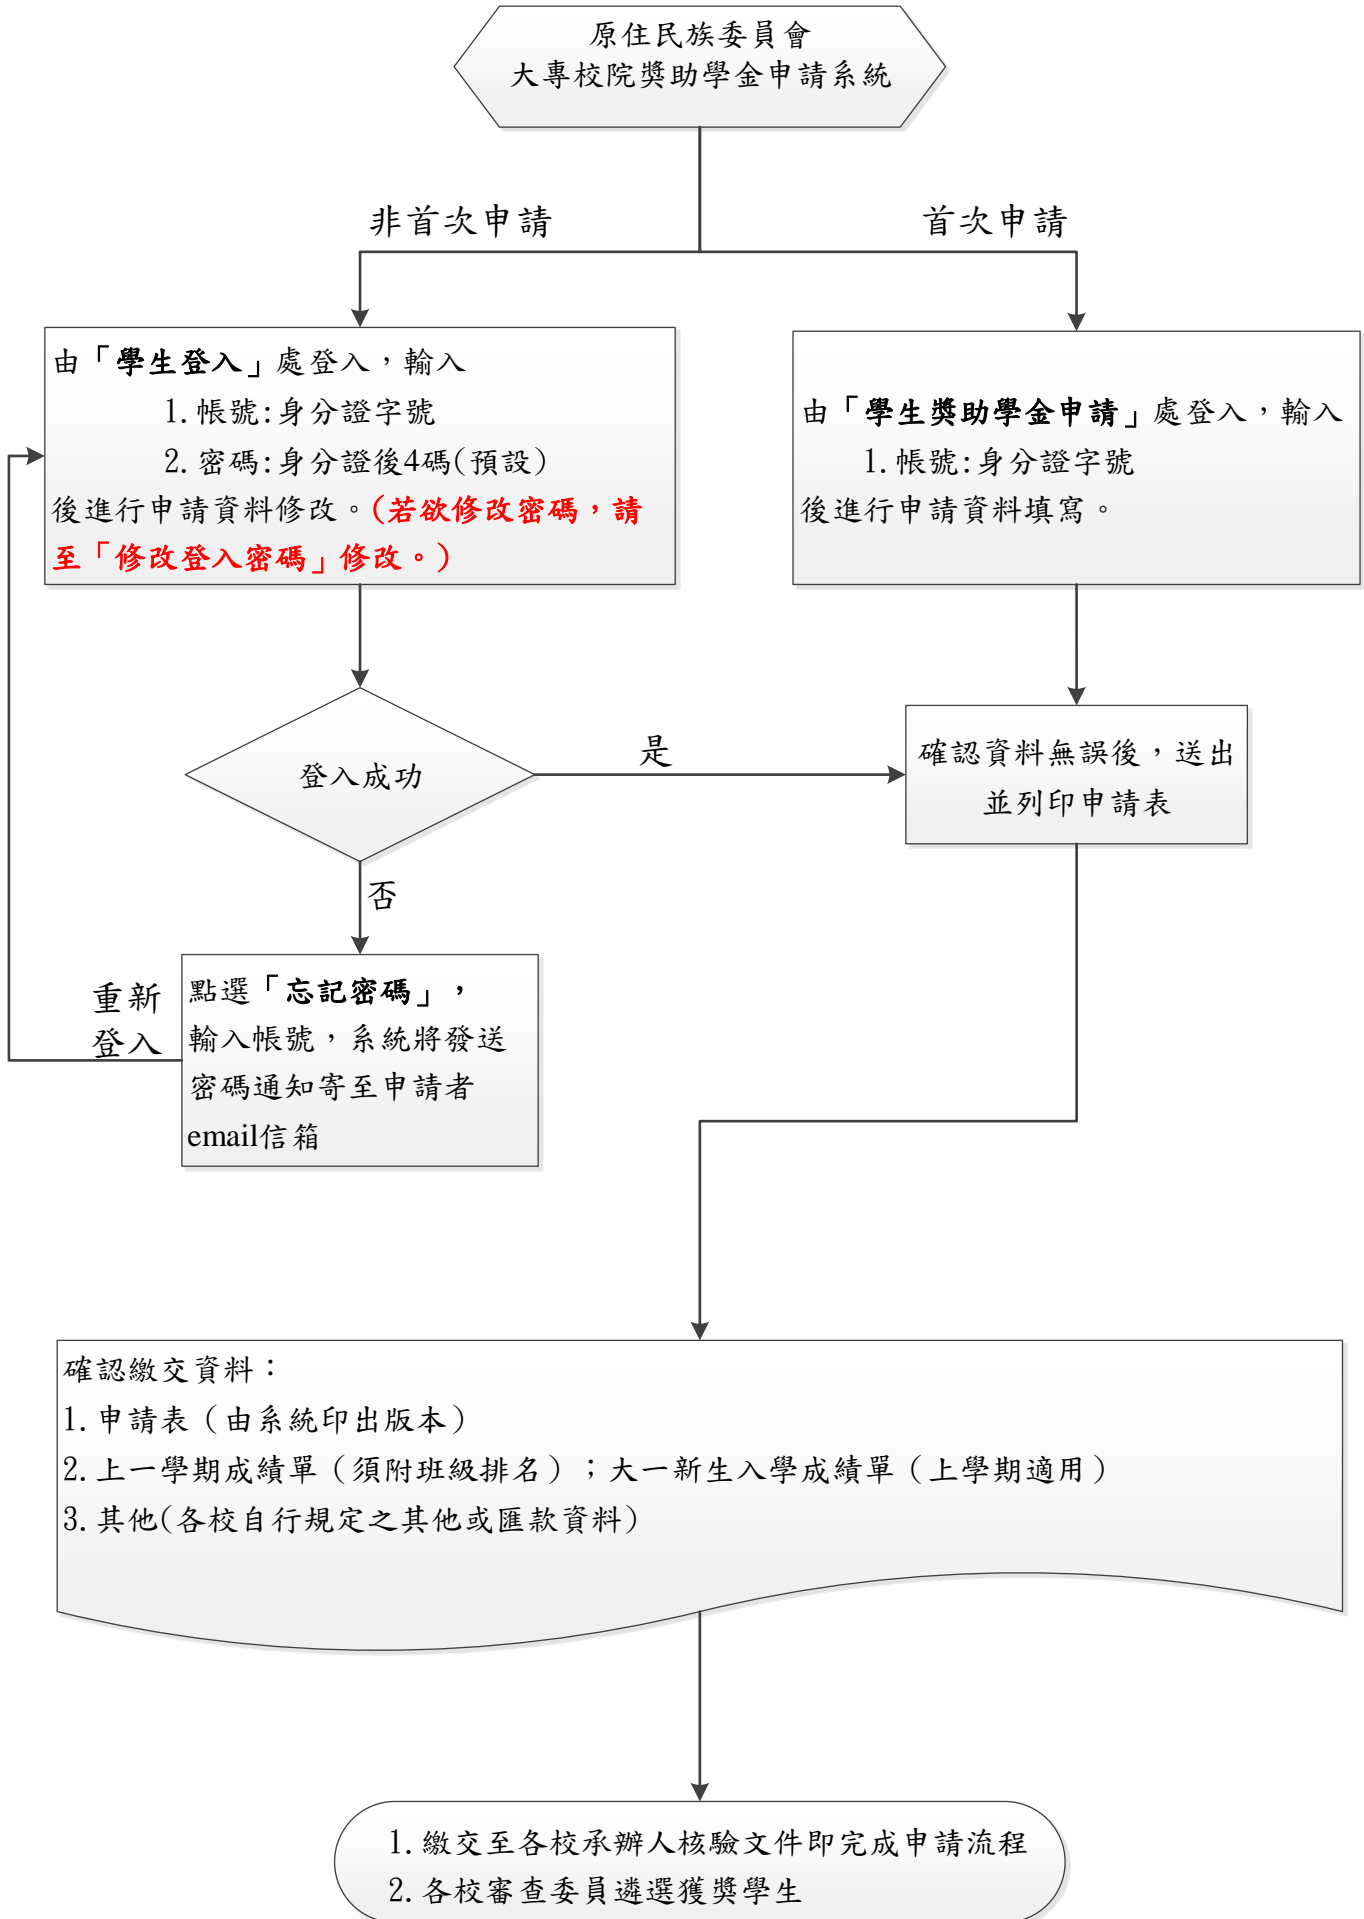 原住民族委員會
大專校院獎助學金申請系統
非首次申請
首次申請
由「學生登入」處登入，輸入
1.帳號:身分證字號
2.密碼:身分證後4碼(預設)
後進行申請資料修改。(若欲修改密碼，請
至「修改登入密碼」修改。)
由「學生獎助學金申請」處登入，輸入
1.帳號:身分證字號
後進行申請資料填寫。
登入成功
是
確認資料無誤後，送出
並列印申請表
否
重新
登入
點選「忘記密碼」，
輸入帳號，系統將發送
密碼通知寄至申請者
email信箱
確認繳交資料：
1.申請表（由系統印出版本）
2.上一學期成績單（須附班級排名）；大一新生入學成績單（上學期適用）
3.其他(各校自行規定之其他或匯款資料)
1.繳交至各校承辦人核驗文件即完成申請流程
2.各校審查委員遴選獲獎學生